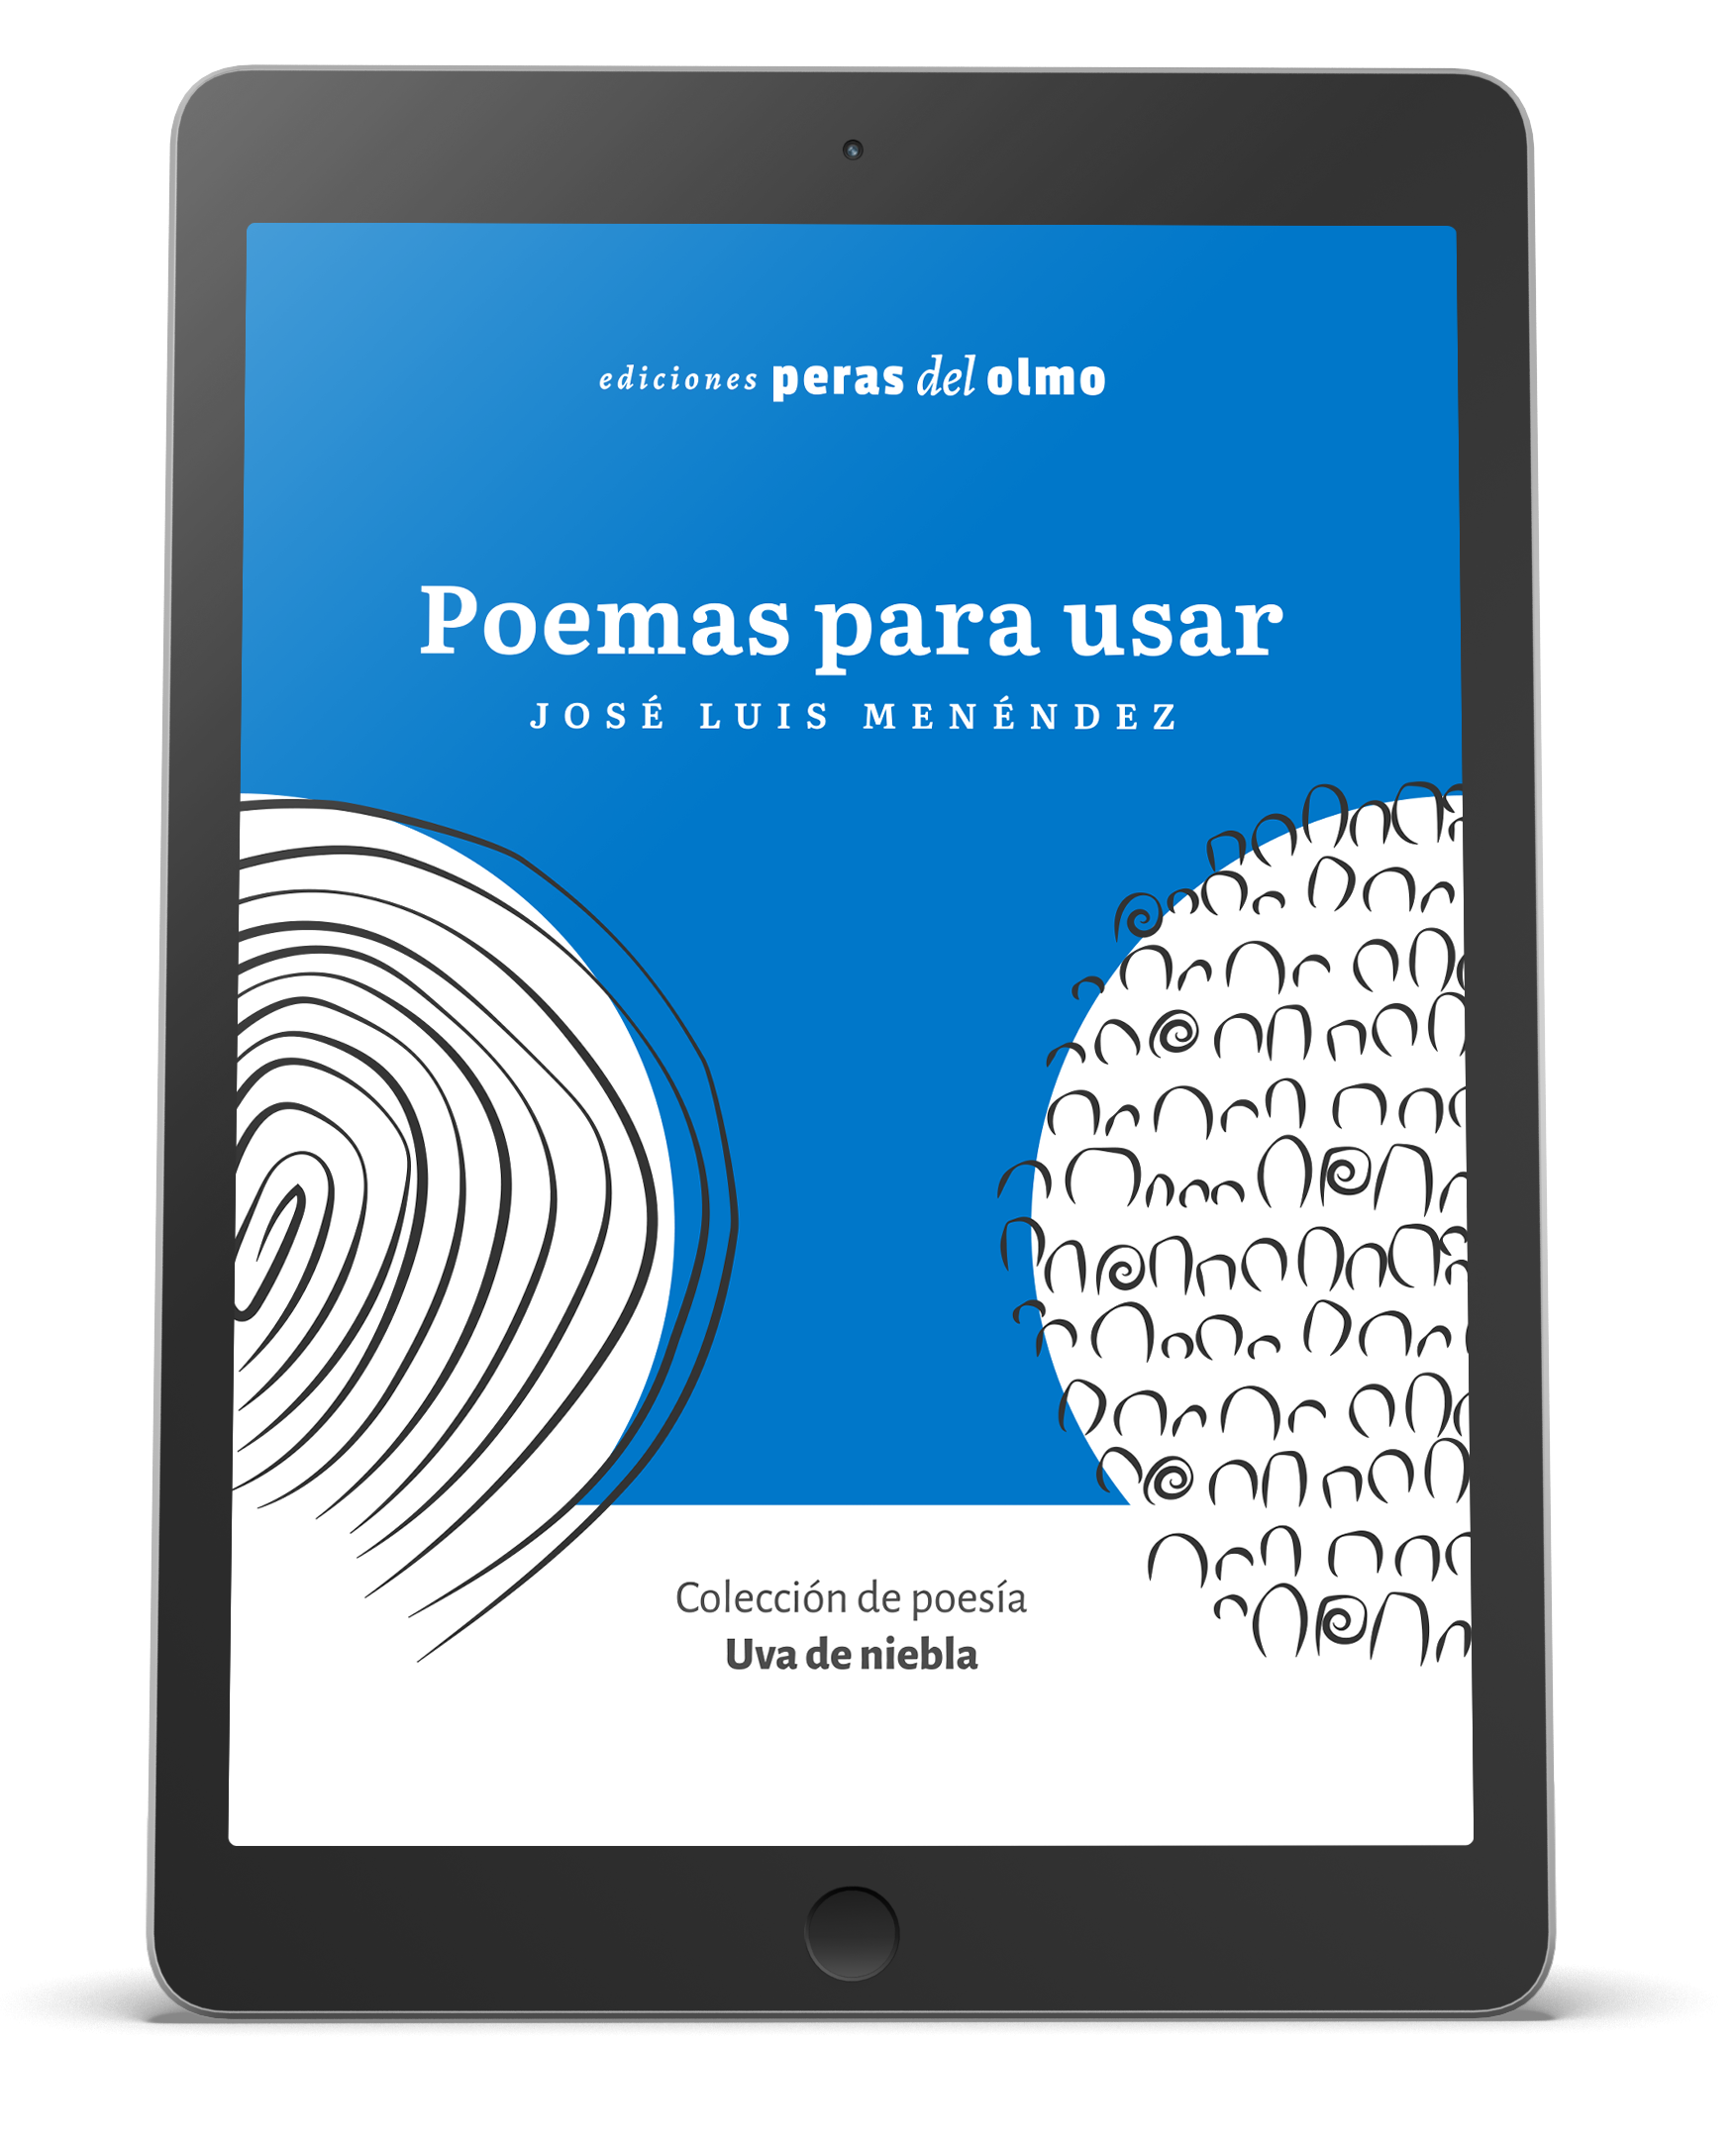 ediciones peras del olmo
Poemas para usar
JOSÉ LUIS MENÉNDEZ
Colección de poesía
Uva de niebla